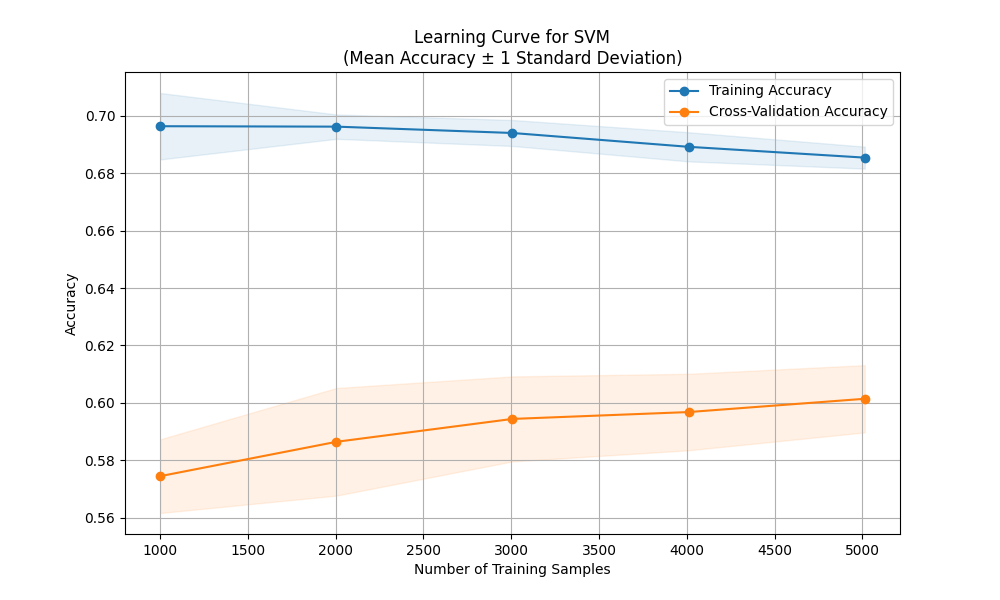 Learning Curve for SVM
(Mean Accuracy ± 1 Standard Deviation)
Training Accuracy
Cross-Validation Accuracy
0.70
0.68
0.66
0.64
0.62
0.60
0.58
0.56
Accuracy
1000 1500 2000 2500 3000 3500 4000 4500 5000
Number of Training Samples